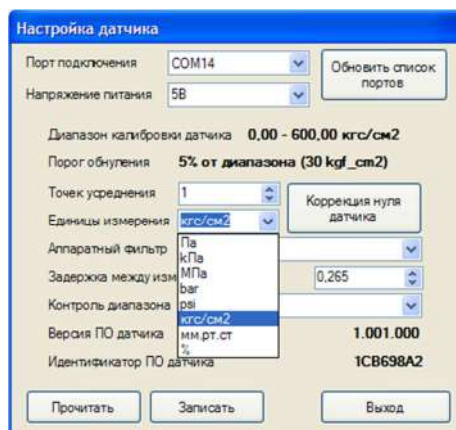 Настройка датчика
Порт подключения COM14 Обновить список портов
Напряжение питания 5В
Диапазон калибровки датчика 0,00 - 600,00 кгс/см2
Порог обнуления 5% от диапазона (30 kgf_cm2)
Точек усреднения 1 Коррекция нуля датчика
Единицы измерения кгс/см2
Аппаратный фильтр
Па
kПа
МПа
bar
psi
кгс/см2
мм.рт.ст
%
Задержка между изм 0,265
Контроль диапазона
Версия ПО датчика 1.001.000
Идентификатор ПО датчика 1CB698A2
Прочитать Записать Выход